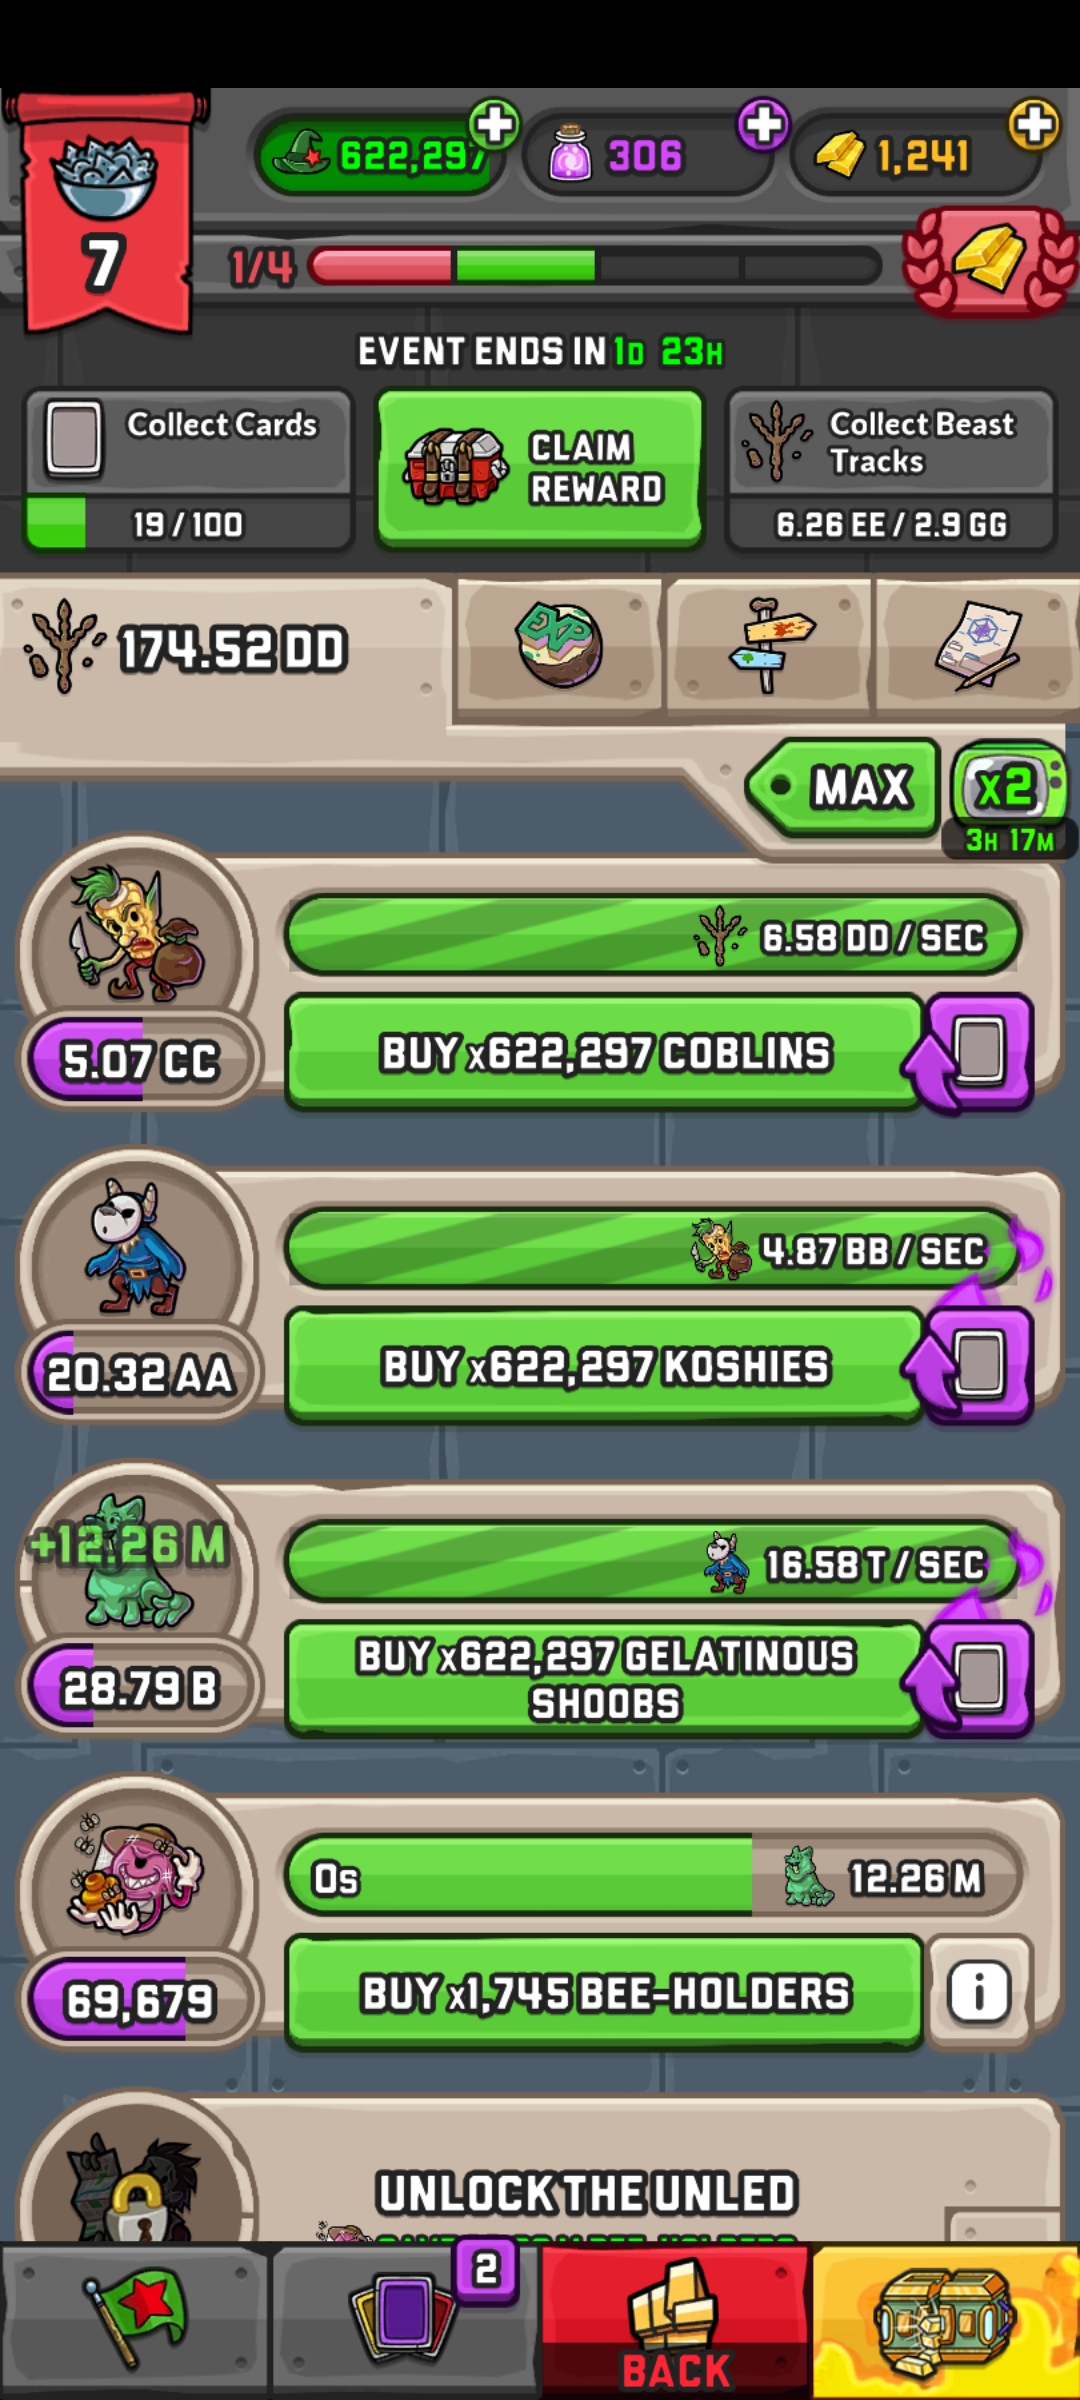 622,297
306
1,241
7
1/4
EVENT ENDS IN 1D 23H
Collect Cards
19 / 100
CLAIM
REWARD
Collect Beast
Tracks
6.26 EE / 2.9 GG
174.52 DD
EXP
MAX
x2
3H 17M
6.58 DD / SEC
5.07 CC
BUY x622,297 COBLINS
4.87 BB / SEC
20.32 AA
BUY x622,297 KOSHIES
+12.26 M
16.58 T / SEC
28.79 B
BUY x622,297 GELATINOUS
SHOOBS
0s
12.26 M
69,679
BUY x1,745 BEE-HOLDERS
i
UNLOCK THE UNLED
2
BACK